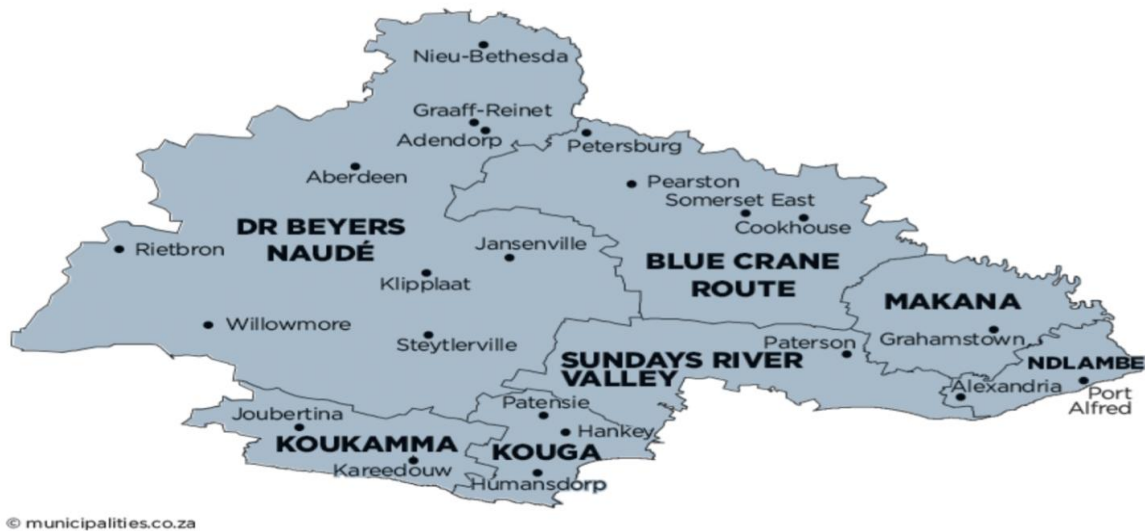 Nieu-Bethesda
Graaff-Reinet
Adendorp
Petersburg
Aberdeen
Pearston
Somerset East
Cookhouse
DR BEYERS
NAUDÉ
Rietbron
Jansenville
Klipplaat
BLUE CRANE
ROUTE
MAKANA
Willowmore
Steytlerville
Grahamstown
Paterson
SUNDAYS RIVER
VALLEY
NDLAMBE
Alexandria
Port
Alfred
Patensie
Joubertina
Hankey
KOUKAMMA
KOUGA
Kareedouw
Humansdorp
© municipalities.co.za